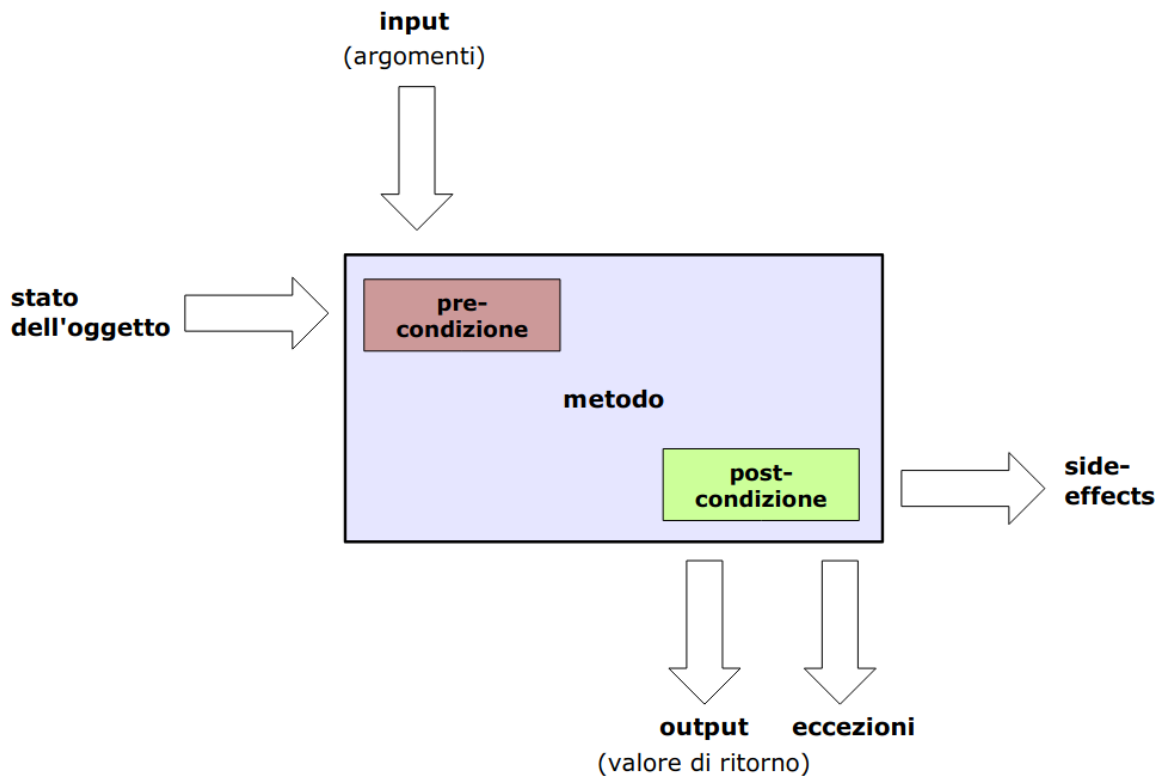 input
(argomenti)
stato
dell'oggetto
pre-
condizione
metodo
post-
condizione
side-
effects
output
(valore di ritorno)
eccezioni